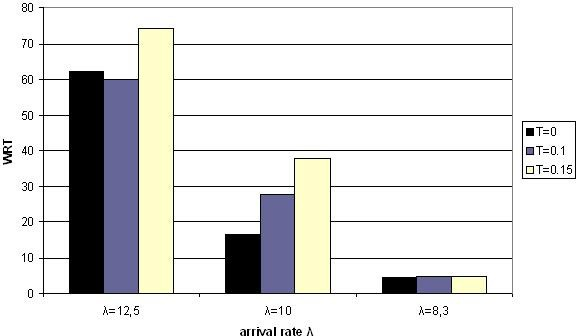 80
70
60
50
40
30
20
10
0
WRT
λ=12,5
λ=10
λ=8,3
arrival rate λ
T=0
T=0.1
T=0.15